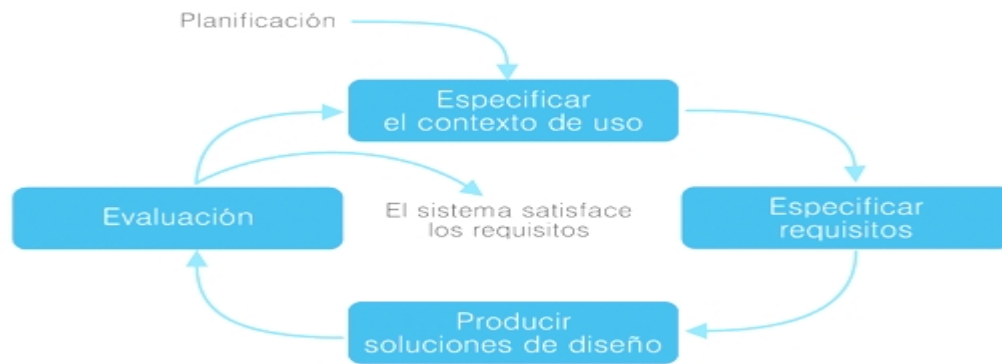 Planificación
Especificar
el contexto de uso
Evaluación
El sistema satisface
los requisitos
Especificar
requisitos
Producir
soluciones de diseño